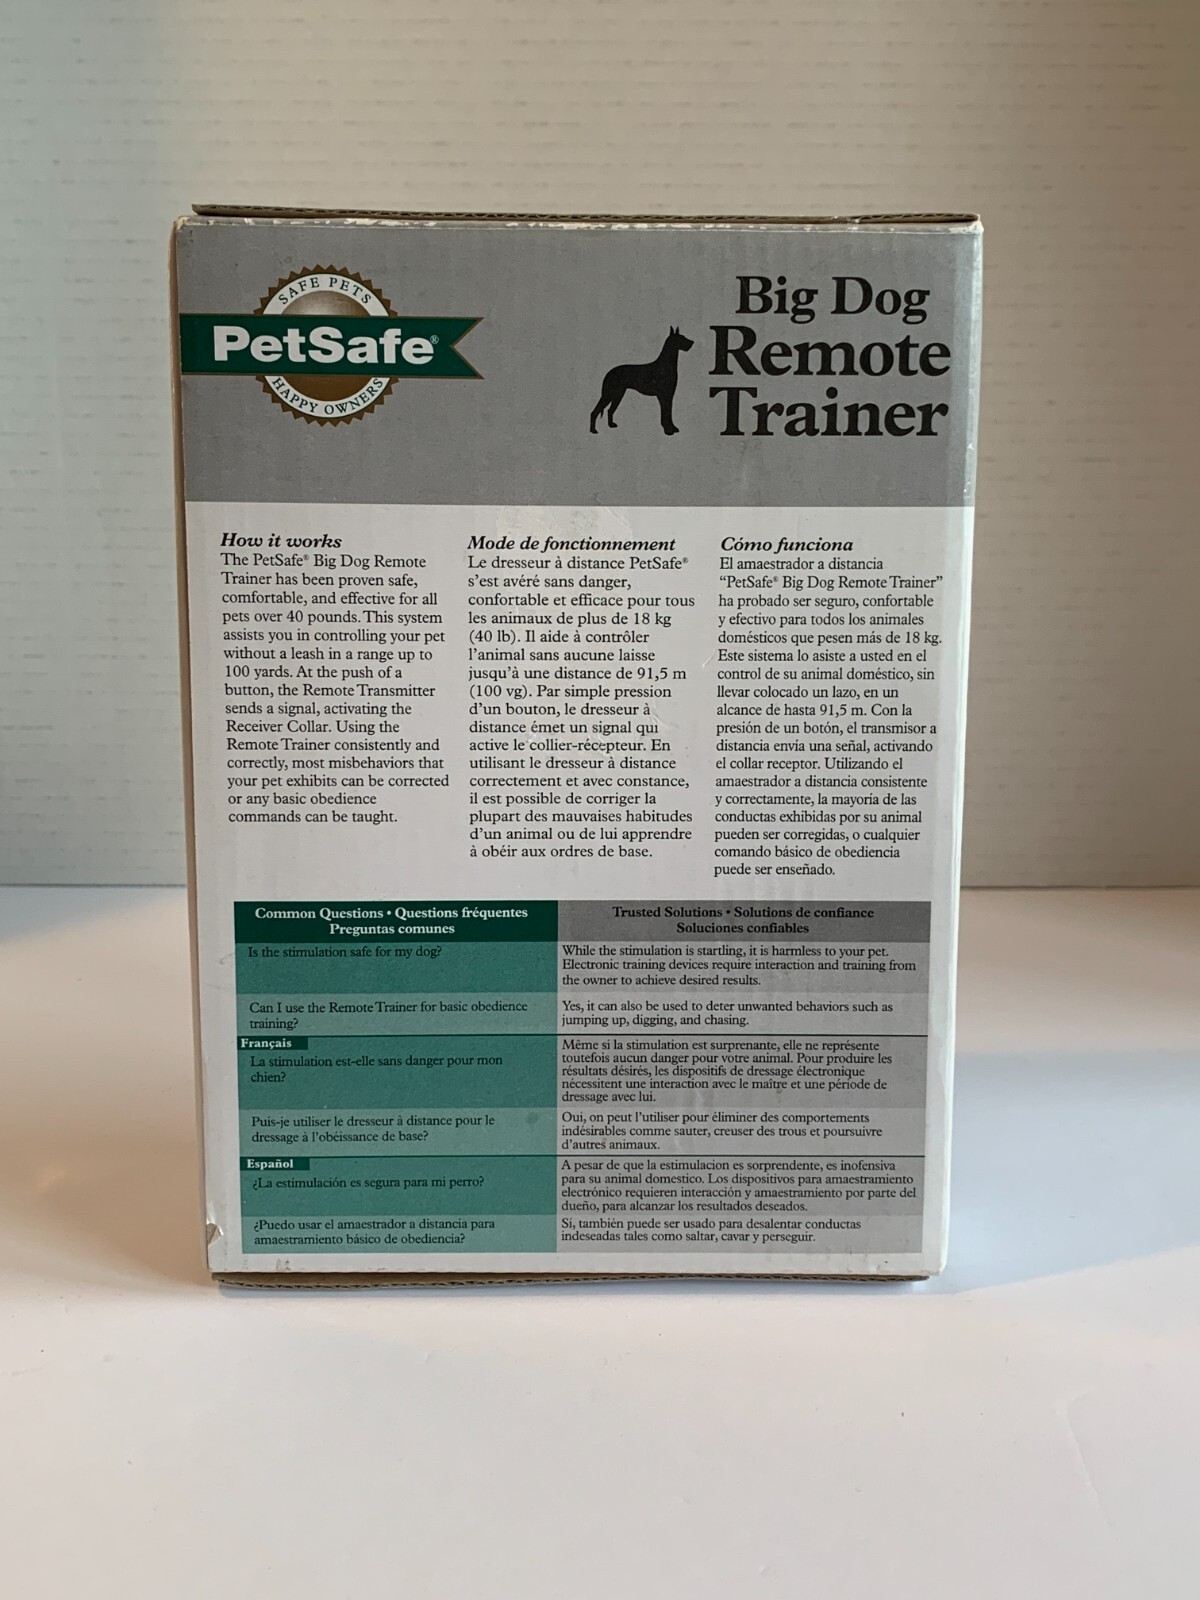 SAFE PETS
PetSafe®
HAPPY OWNERS
Big Dog
Remote
Trainer
How it works
The PetSafe® Big Dog Remote
Trainer has been proven safe,
comfortable, and effective for all
pets over 40 pounds. This system
assists you in controlling your pet
without a leash in a range up to
100 yards. At the push of a
button, the Remote Transmitter
sends a signal, activating the
Receiver Collar. Using the
Remote Trainer consistently and
correctly, most misbehaviors that
your pet exhibits can be corrected
or any basic obedience
commands can be taught.
Mode de fonctionnement
Le dresseur à distance PetSafe®
s'est avéré sans danger,
confortable et efficace pour tous
les animaux de plus de 18 kg
(40 lb). Il aide à contrôler
l'animal sans aucune laisse
jusqu'à une distance de 91,5 m
(100 vg). Par simple pression
d'un bouton, le dresseur à
distance émet un signal qui
active le collier-récepteur. En
utilisant le dresseur à distance
correctement et avec constance,
il est possible de corriger la
plupart des mauvaises habitudes
d'un animal ou de lui apprendre
à obéir aux ordres de base.
Cómo funciona
El amaestrador a distancia
"PetSafe® Big Dog Remote Trainer"
ha probado ser seguro, confortable
y efectivo para todos los animales
domésticos que pesen más de 18 kg.
Este sistema lo asiste a usted en el
control de su animal doméstico, sin
llevar colocado un lazo, en un
alcance de hasta 91,5 m. Con la
presión de un botón, el transmisor a
distancia envía una señal, activando
el collar receptor. Utilizando el
amaestrador a distancia consistente
y correctamente, la mayoría de las
conductas exhibidas por su animal
pueden ser corregidas, o cualquier
comando básico de obediencia
puede ser enseñado.
Common Questions • Questions fréquentes
Preguntas comunes
Trusted Solutions • Solutions de confiance
Soluciones confiables
Is the stimulation safe for my dog?
While the stimulation is startling, it is harmless to your pet.
Electronic training devices require interaction and training from
the owner to achieve desired results.
Can I use the Remote Trainer for basic obedience
training?
Yes, it can also be used to deter unwanted behaviors such as
jumping up, digging, and chasing.
Français
La stimulation est-elle sans danger pour mon
chien?
Même si la stimulation est surprenante, elle ne représente
toutefois aucun danger pour votre animal. Pour produire les
résultats désirés, les dispositifs de dressage électronique
nécessitent une interaction avec le maître et une période de
dressage avec lui.
Puis-je utiliser le dresseur à distance pour le
dressage à l'obéissance de base?
Oui, on peut l'utiliser pour éliminer des comportements
indésirables comme sauter, creuser des trous et poursuivre
d'autres animaux.
Español
¿La estimulación es segura para mi perro?
A pesar de que la estimulacion es sorprendente, es inofensiva
para su animal domestico. Los dispositivos para amaestramiento
electrónico requieren interacción y amaestramiento por parte del
dueño, para alcanzar los resultados deseados.
¿Puedo usar el amaestrador a distancia para
amaestramiento básico de obediencia?
Sí, también puede ser usado para desalentar conductas
indeseadas tales como saltar, cavar y perseguir.